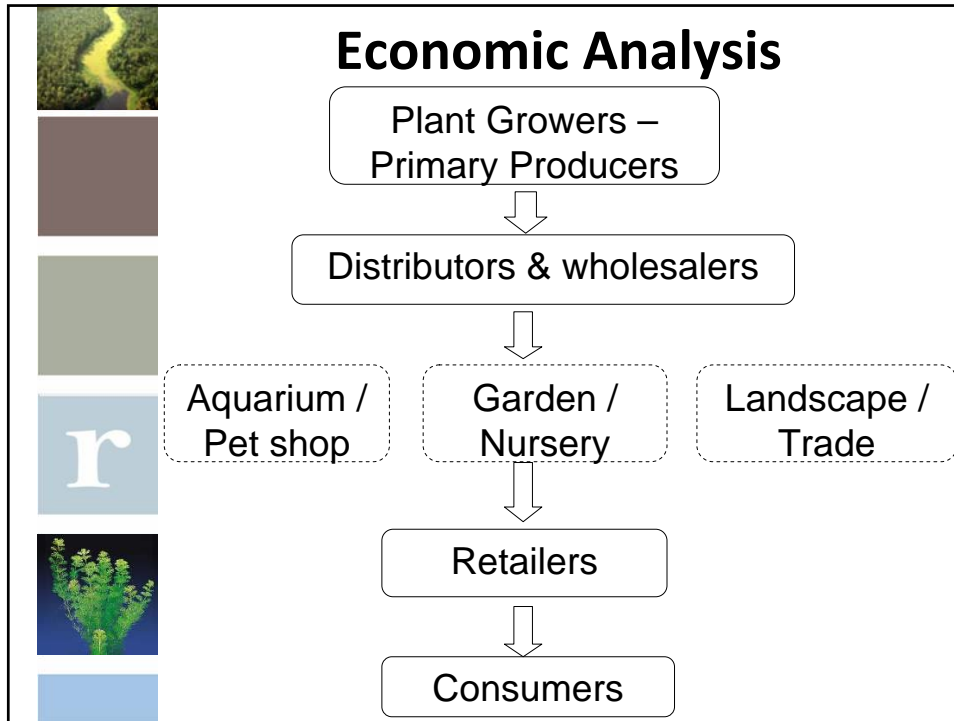 Economic Analysis
Plant Growers –
Primary Producers
Distributors & wholesalers
Aquarium /
Pet shop
Garden /
Nursery
Landscape /
Trade
r
Retailers
Consumers